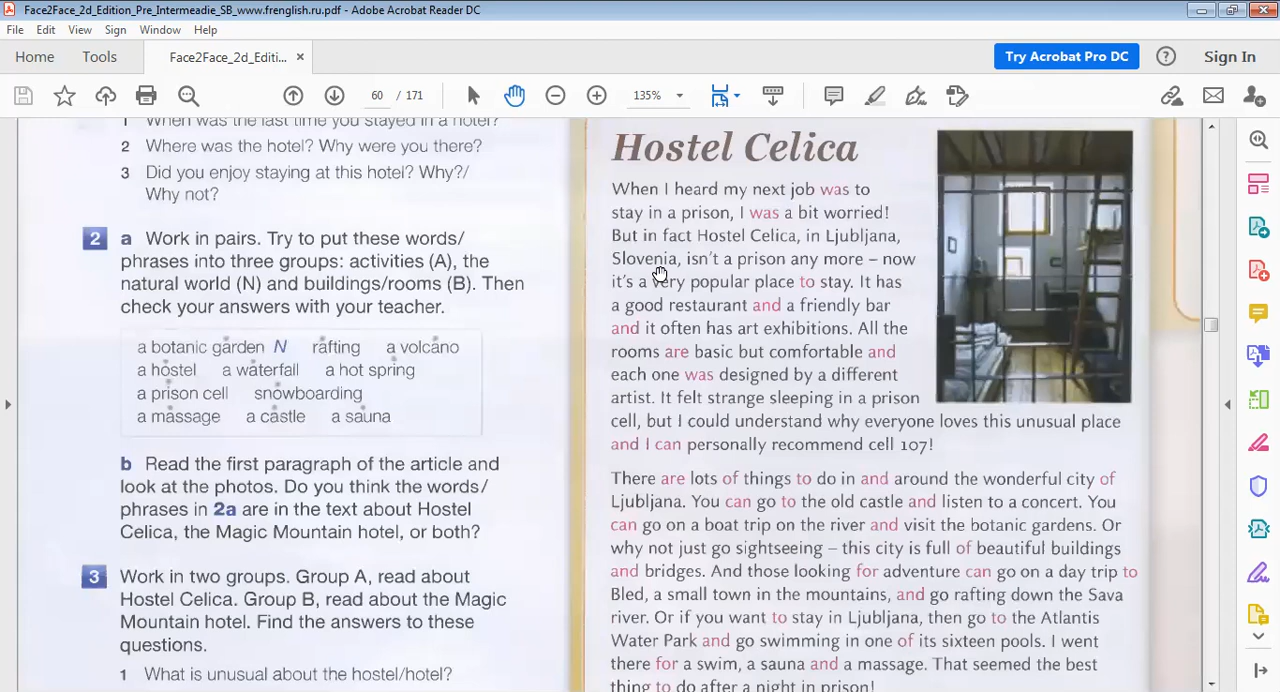 Face2Face_2d_Edition_Pre_Intermeadie_SB_www.frenglish.ru.pdf - Adobe Acrobat Reader DC
File Edit View Sign Window Help
Home Tools Face2Face_2d_Editi... × Try Acrobat Pro DC ? Sign In
60 / 171 135%
1 When was the last time you stayed in a hotel?
2 Where was the hotel? Why were you there?
3 Did you enjoy staying at this hotel? Why?/
Why not?
2 a Work in pairs. Try to put these words/
phrases into three groups: activities (A), the
natural world (N) and buildings/rooms (B). Then
check your answers with your teacher.
a botanic garden N rafting a volcano
a hostel a waterfall a hot spring
a prison cell snowboarding
a massage a castle a sauna
b Read the first paragraph of the article and
look at the photos. Do you think the words/
phrases in 2a are in the text about Hostel
Celica, the Magic Mountain hotel, or both?
3 Work in two groups. Group A, read about
Hostel Celica. Group B, read about the Magic
Mountain hotel. Find the answers to these
questions.
1 What is unusual about the hostel/hotel?
Hostel Celica
When I heard my next job was to
stay in a prison, I was a bit worried!
But in fact Hostel Celica, in Ljubljana,
Slovenia, isn't a prison any more – now
it's a very popular place to stay. It has
a good restaurant and a friendly bar
and it often has art exhibitions. All the
rooms are basic but comfortable and
each one was designed by a different
artist. It felt strange sleeping in a prison
cell, but I could understand why everyone loves this unusual place
and I can personally recommend cell 107!
There are lots of things to do in and around the wonderful city of
Ljubljana. You can go to the old castle and listen to a concert. You
can go on a boat trip on the river and visit the botanic gardens. Or
why not just go sightseeing – this city is full of beautiful buildings
and bridges. And those looking for adventure can go on a day trip to
Bled, a small town in the mountains, and go rafting down the Sava
river. Or if you want to stay in Ljubljana, then go to the Atlantis
Water Park and go swimming in one of its sixteen pools. I went
there for a swim, a sauna and a massage. That seemed the best
thing to do after a night in prison!